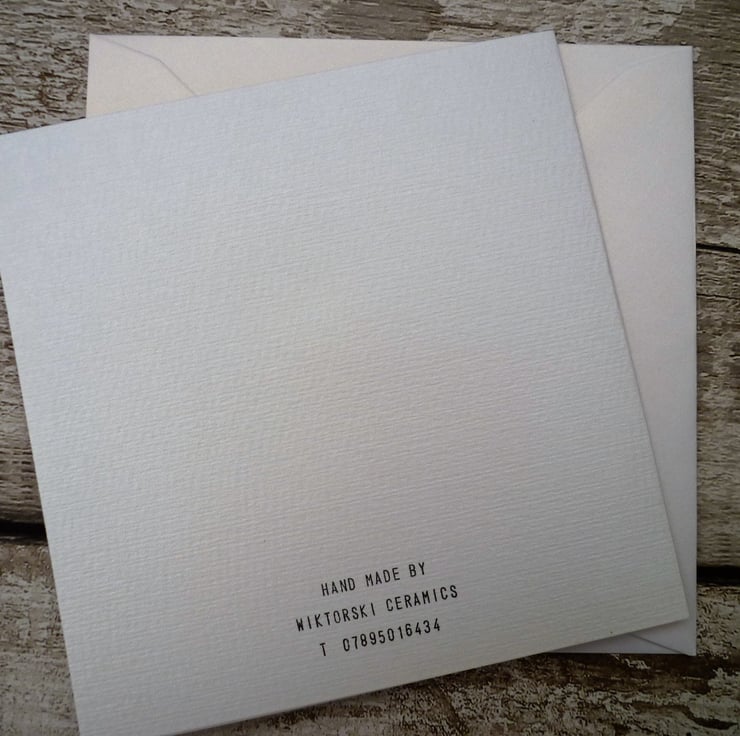 HAND MADE BY
WIKTORSKI CERAMICS
T 07895016434